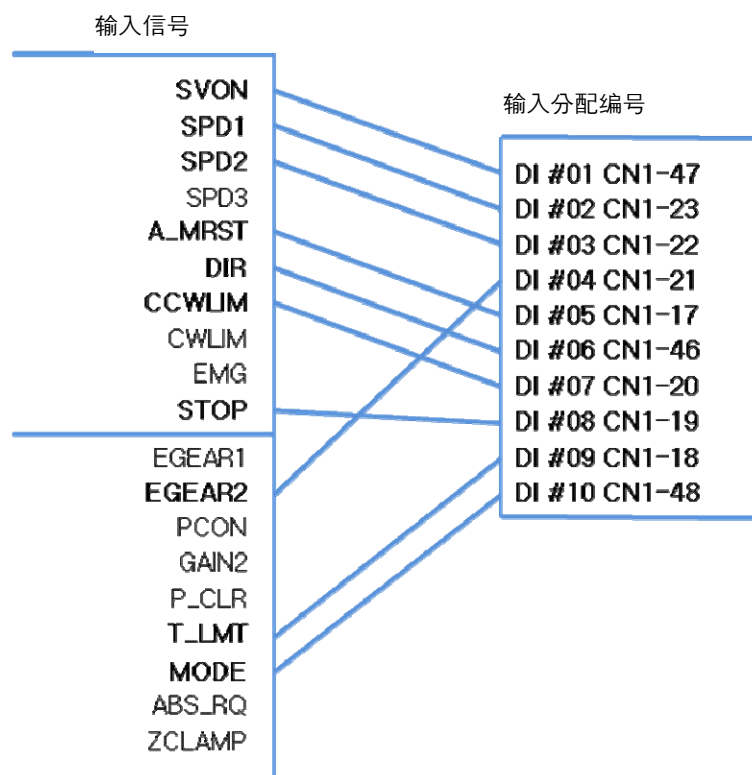 输入信号
SVON
SPD1
SPD2
SPD3
A_MRST
DIR
CCWLIM
CWLIM
EMG
STOP
EGEAR1
EGEAR2
PCON
GAIN2
P_CLR
T_LMT
MODE
ABS_RQ
ZCLAMP
输入分配编号
DI #01 CN1-47
DI #02 CN1-23
DI #03 CN1-22
DI #04 CN1-21
DI #05 CN1-17
DI #06 CN1-46
DI #07 CN1-20
DI #08 CN1-19
DI #09 CN1-18
DI #10 CN1-48